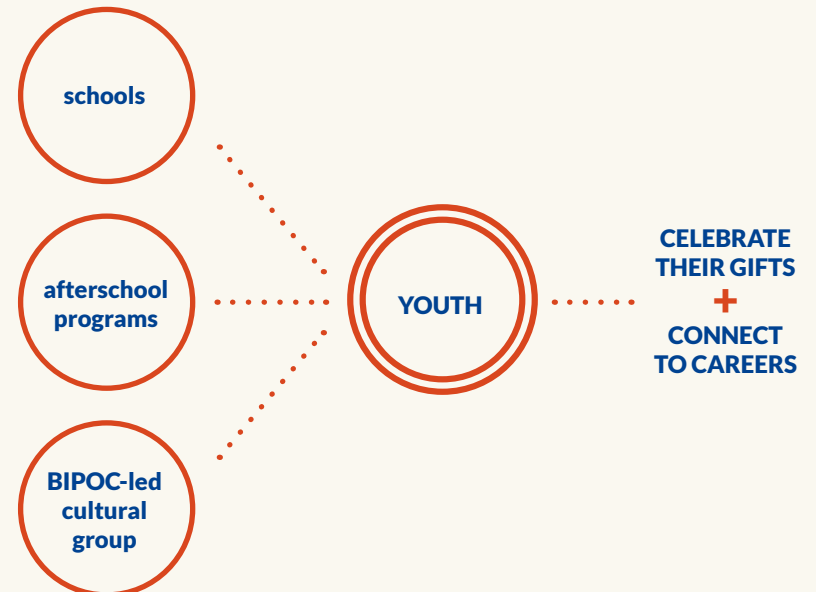 schools
afterschool
programs
BIPOC-led
cultural
group
YOUTH
CELEBRATE
THEIR GIFTS
+
CONNECT
TO CAREERS